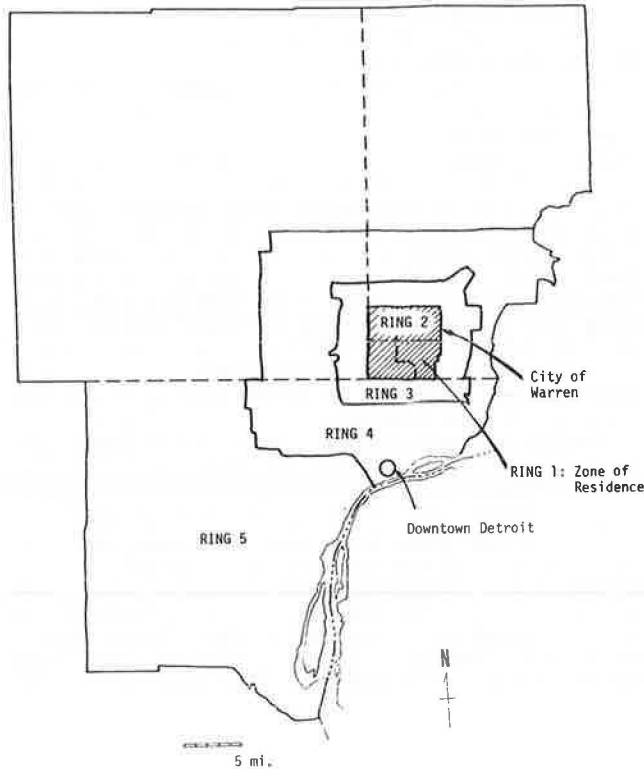 RING 2
City of
Warren
RING 3
RING 4
RING 1: Zone of
Residence
Downtown Detroit
RING 5
N
5 mi.